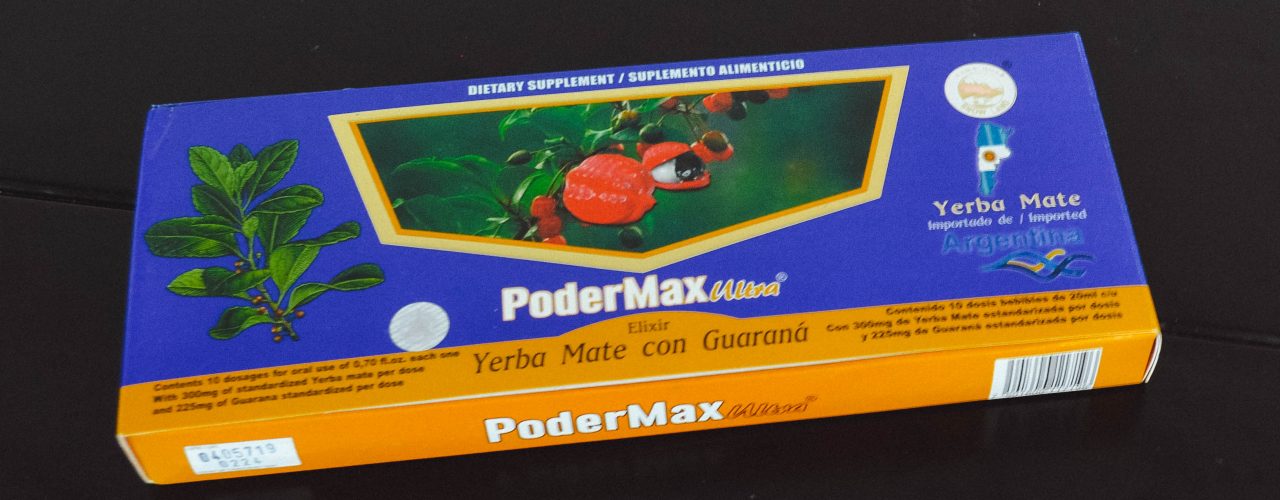 DIETARY SUPPLEMENT / SUPLEMENTO ALIMENTICIO
®
Yerba Mate
Importado de / Imported
Argentina
PoderMax Ultra®
Elixir
Yerba Mate con Guaraná
Contents 10 dosages for oral use of 0,70 fl.oz. each one
With 300mg of standardized Yerba mate per dose
and 225mg of Guarana standardized per dose
Contenido 10 dosis bebibles de 20ml c/u
Con 300mg de Yerba Mate estandarizada por dosis
y 225mg de Guarana estandarizada por dosis
PoderMax Ultra®
0405719
0224